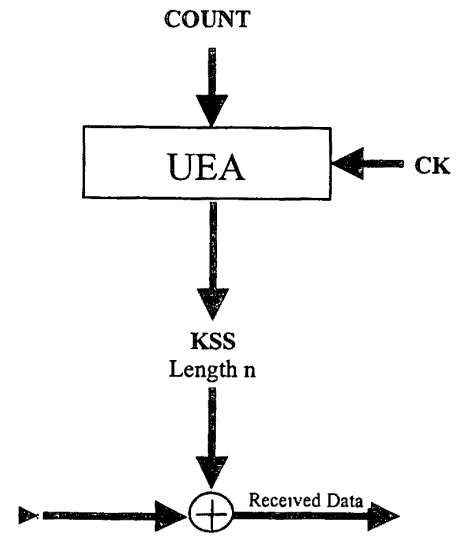 COUNT
UEA
CK
KSS
Length n
Received Data